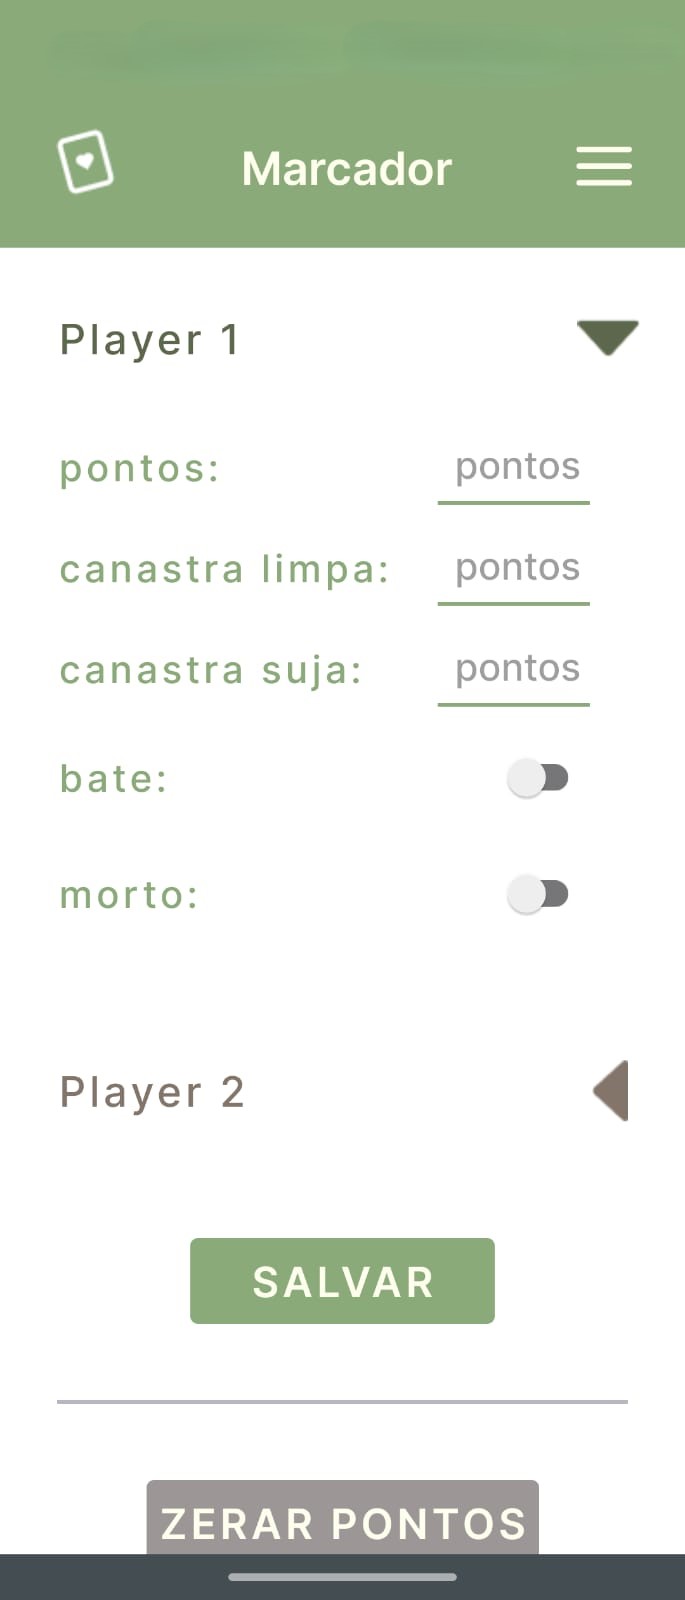 Marcador
Player 1
pontos: pontos
canastra limpa: pontos
canastra suja: pontos
bate:
morto:
Player 2
SALVAR
ZERAR PONTOS